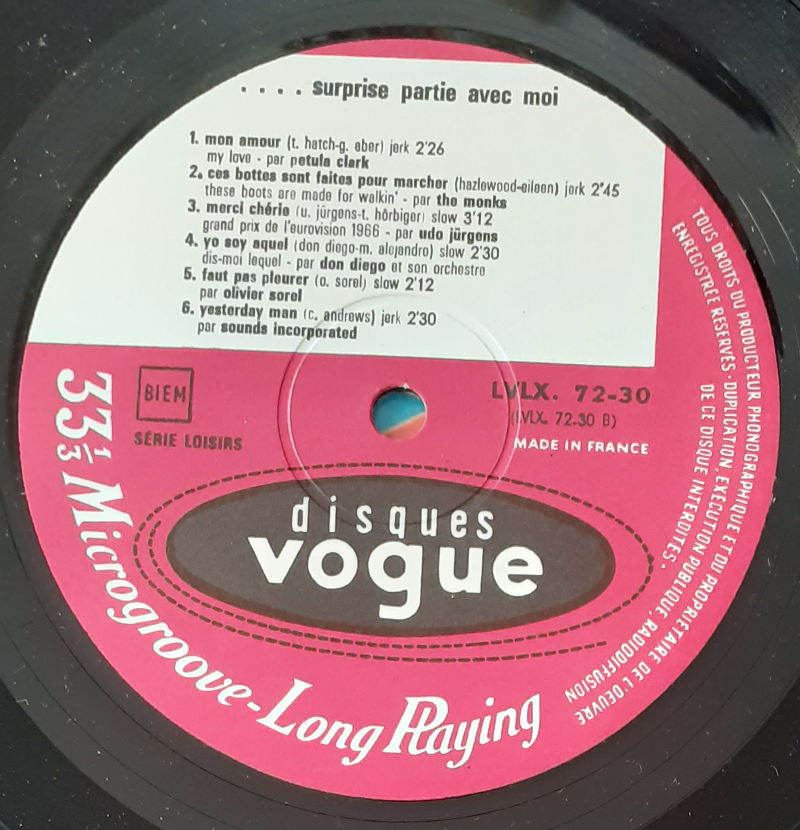 . . . . surprise partie avec moi
1. mon amour (t. hatch-g. aber) jerk 2'26
my love - par petula clark
2. ces bottes sont faites pour marcher (hazlewood-eileen) jerk 2'45
these boots are made for walkin' - par the monks
3. merci chérie (u. jürgens-t. hörbiger) slow 3'12
grand prix de l'eurovision 1966 - par udo jürgens
4. yo soy aquel (don diego-m. alejandro) slow 2'30
dis-moi lequel - par don diego et son orchestre
5. faut pas pleurer (o. sorel) slow 2'12
par olivier sorel
6. yesterday man (c. andrews) jerk 2'30
par sounds incorporated
BIEM
SÉRIE LOISIRS
LVLX. 72-30
(LVLX. 72-30 B)
MADE IN FRANCE
disques
vogue
33 1/3 Microgroove-Long Playing
TOUS DROITS DU PRODUCTEUR PHONOGRAPHIQUE ET DU PROPRIÉTAIRE DE L'OEUVRE
ENREGISTRÉE RESERVÉS · DUPLICATION EXÉCUTION PUBLIQUE, RADIODIFFUSION
DE CE DISQUE INTERDITES.